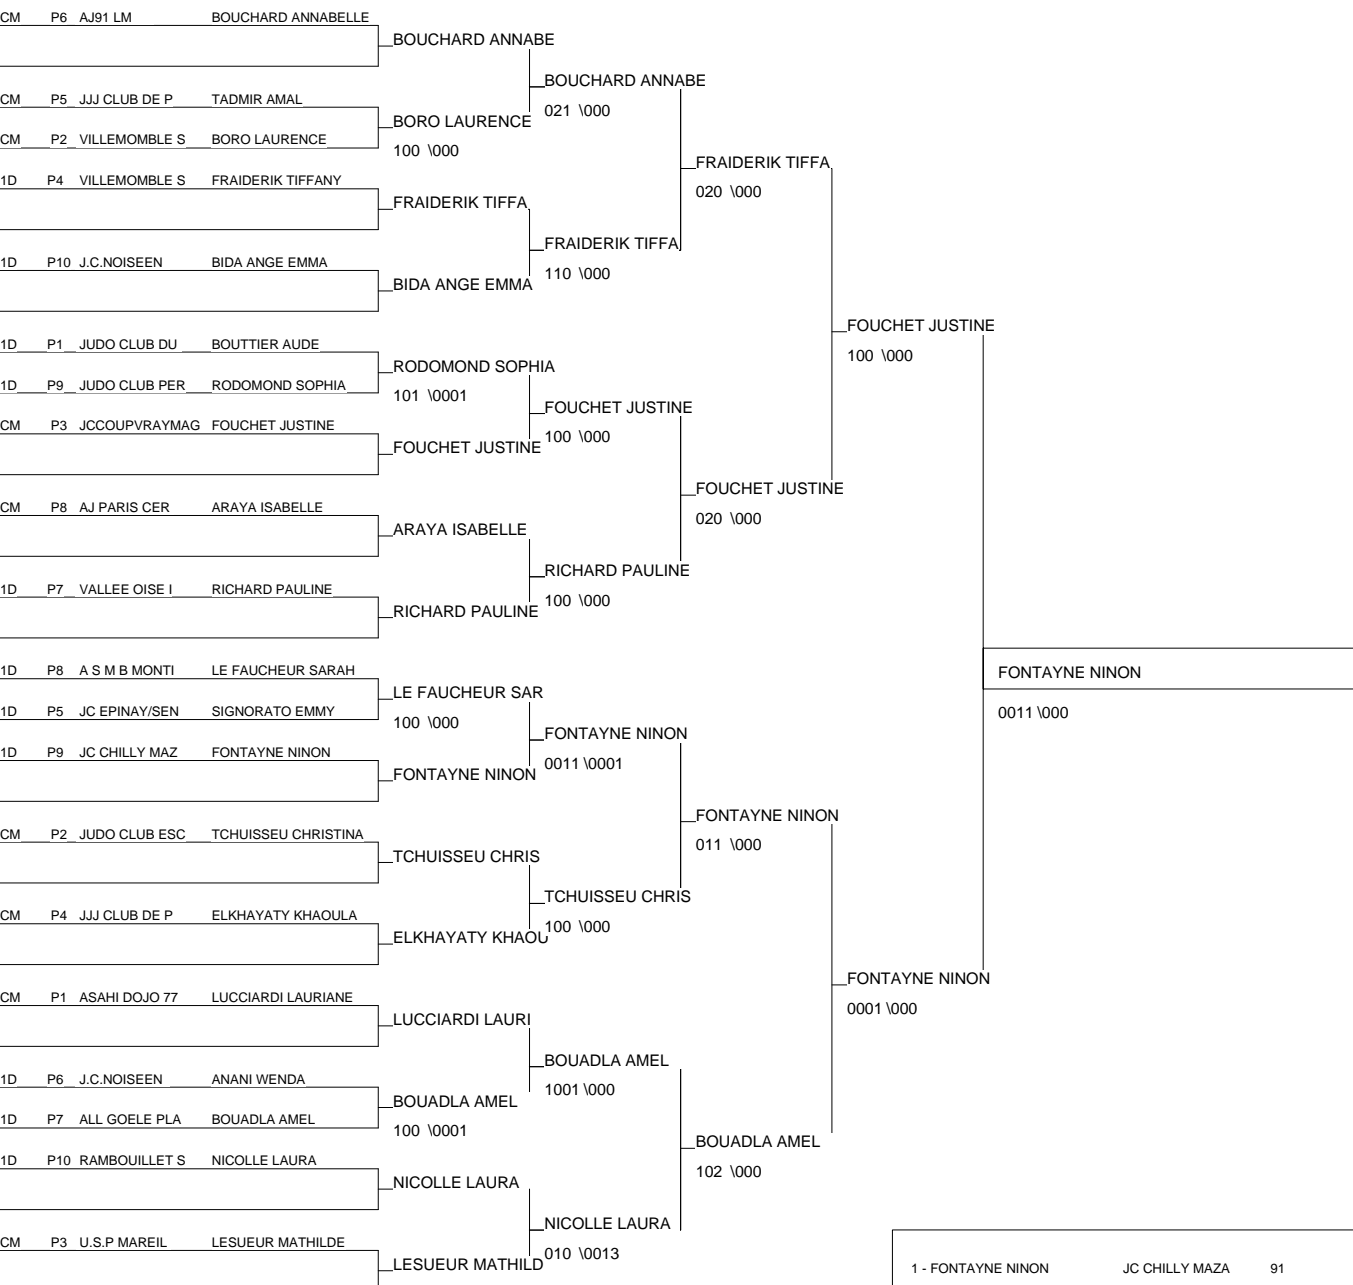 CM P6 AJ91 LM BOUCHARD ANNABELLE
BOUCHARD ANNABE
BOUCHARD ANNABE
021 \000
CM P5 JJJ CLUB DE P TADMIR AMAL
BORO LAURENCE
100 \000
CM P2 VILLEMOMBLE S BORO LAURENCE
FRAIDERIK TIFFA
020 \000
1D P4 VILLEMOMBLE S FRAIDERIK TIFFANY
FRAIDERIK TIFFA
FRAIDERIK TIFFA
110 \000
1D P10 J.C.NOISEEN BIDA ANGE EMMA
BIDA ANGE EMMA
FOUCHET JUSTINE
100 \000
1D P1 JUDO CLUB DU BOUTTIER AUDE
RODOMOND SOPHIA
101 \0001
1D P9 JUDO CLUB PER RODOMOND SOPHIA
FOUCHET JUSTINE
100 \000
CM P3 JCCOUPVRAYMAG FOUCHET JUSTINE
FOUCHET JUSTINE
FOUCHET JUSTINE
020 \000
CM P8 AJ PARIS CER ARAYA ISABELLE
ARAYA ISABELLE
RICHARD PAULINE
100 \000
1D P7 VALLEE OISE I RICHARD PAULINE
RICHARD PAULINE
FONTAYNE NINON
0011 \000
1D P8 A S M B MONTI LE FAUCHEUR SARAH
LE FAUCHEUR SAR
100 \000
1D P5 JC EPINAY/SEN SIGNORATO EMMY
FONTAYNE NINON
0011 \0001
1D P9 JC CHILLY MAZ FONTAYNE NINON
FONTAYNE NINON
FONTAYNE NINON
011 \000
CM P2 JUDO CLUB ESC TCHUISSEU CHRISTINA
TCHUISSEU CHRIS
TCHUISSEU CHRIS
100 \000
CM P4 JJJ CLUB DE P ELKHAYATY KHAOULA
ELKHAYATY KHAOU
FONTAYNE NINON
0001 \000
CM P1 ASAHI DOJO 77 LUCCIARDI LAURIANE
LUCCIARDI LAURI
BOUADLA AMEL
1001 \000
1D P6 J.C.NOISEEN ANANI WENDA
BOUADLA AMEL
100 \0001
1D P7 ALL GOELE PLA BOUADLA AMEL
BOUADLA AMEL
102 \000
1D P10 RAMBOUILLET S NICOLLE LAURA
NICOLLE LAURA
NICOLLE LAURA
010 \0013
CM P3 U.S.P MAREIL LESUEUR MATHILDE
LESUEUR MATHILD
1 - FONTAYNE NINON JC CHILLY MAZA 91